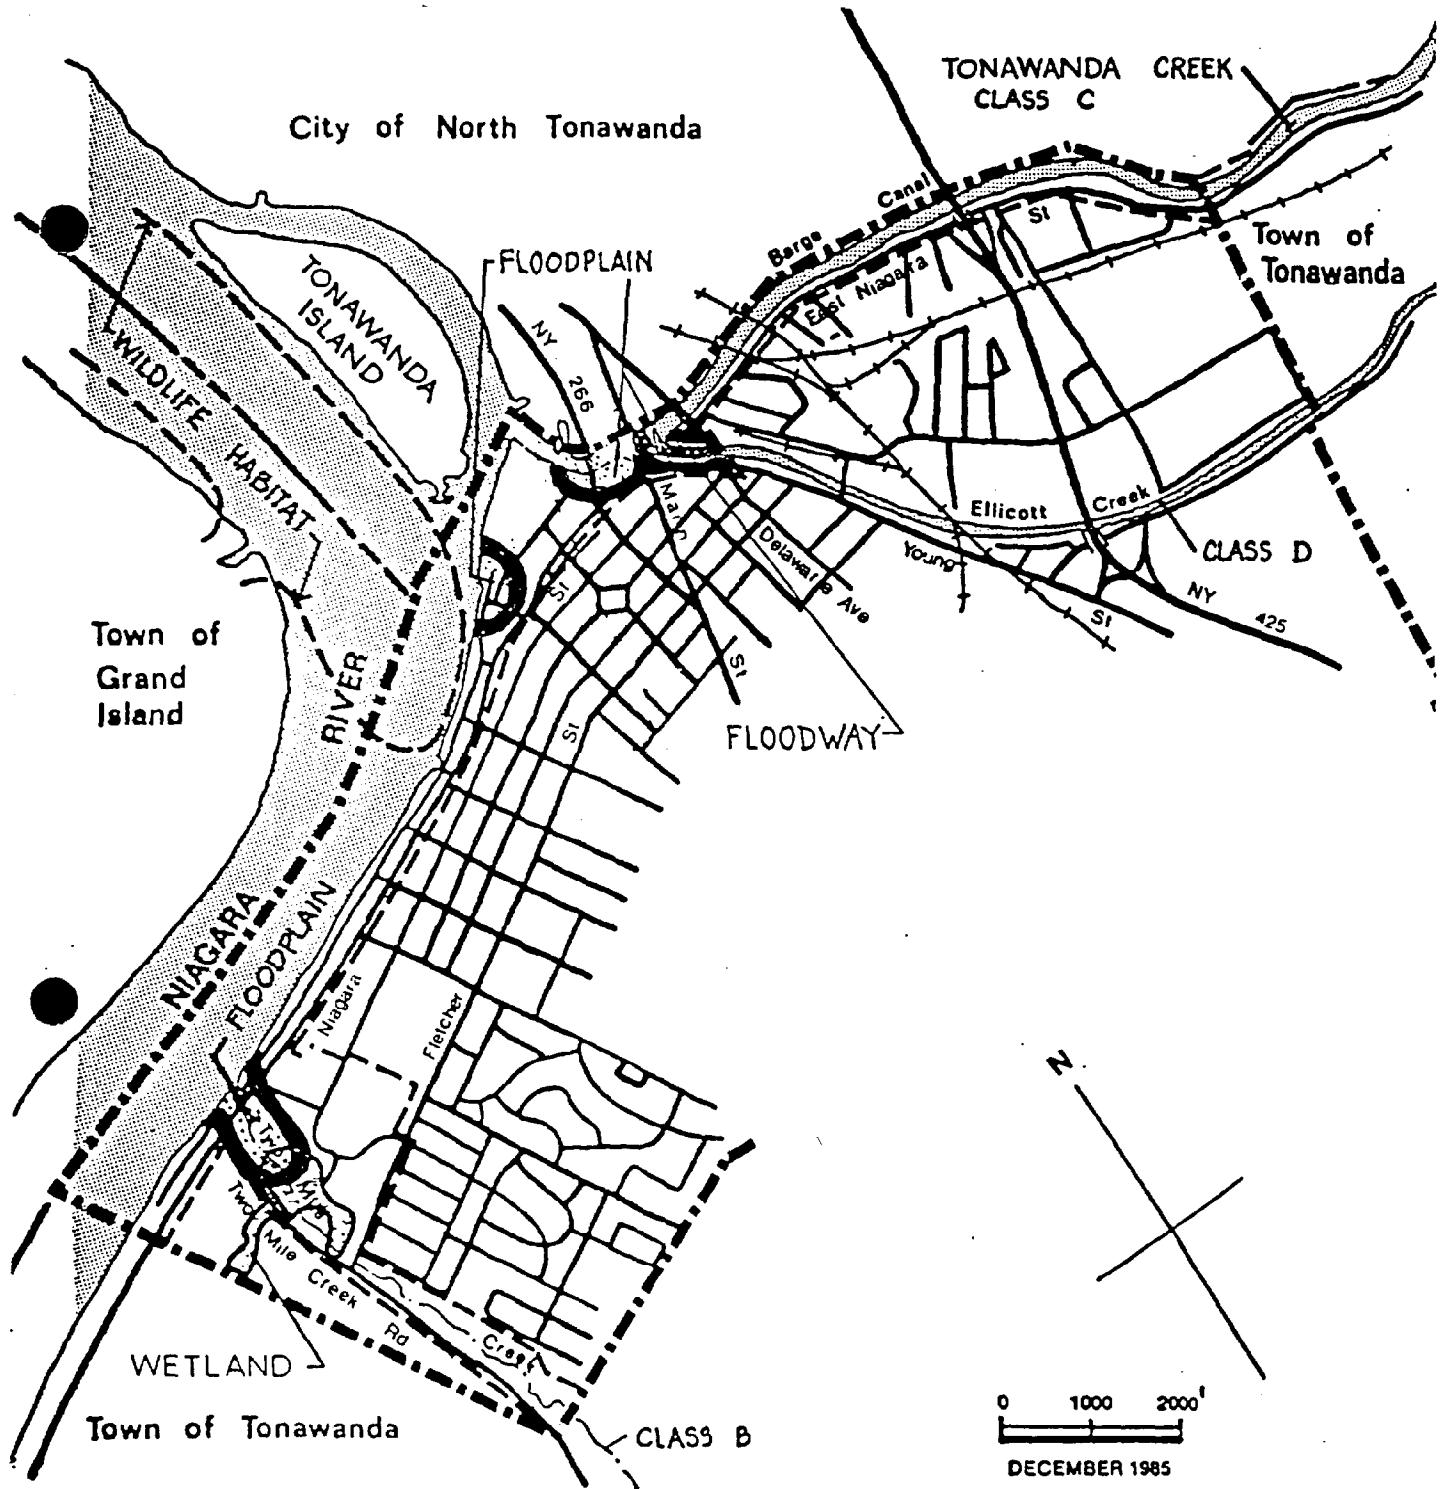 TONAWANDA CREEK
CLASS C
City of North Tonawanda
Barge Canal
East Niagara St
Town of
Tonawanda
FLOODPLAIN
TONAWANDA
ISLAND
NY 266
WILDLIFE HABITAT
Main St
Delaware Ave
Ellicott Creek
Young St
CLASS D
NY 425
St
Town of
Grand
Island
St
FLOODWAY
NIAGARA RIVER
FLOODPLAIN
Niagara
Fletcher
N
Two Mile
Two Mile Creek Rd
Creek
WETLAND
Town of Tonawanda
CLASS B
0 1000 2000'
DECEMBER 1985